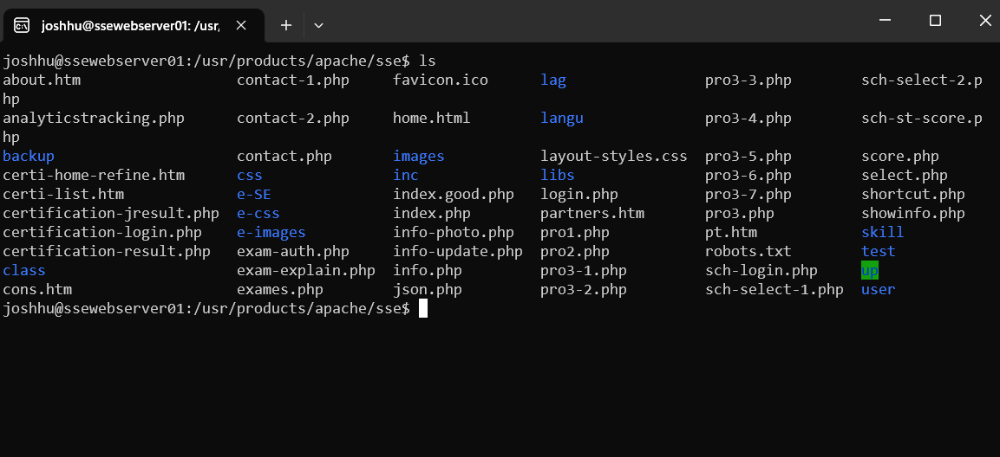 joshhu@ssewebserver01: /usr/
joshhu@ssewebserver01:/usr/products/apache/sse$ ls
about.htm                  contact-1.php     favicon.ico      lag                pro3-3.php       sch-select-2.p
hp
analyticstracking.php      contact-2.php     home.html        langu              pro3-4.php       sch-st-score.p
hp
backup                     contact.php       images           layout-styles.css  pro3-5.php       score.php
certi-home-refine.htm      css               inc              libs               pro3-6.php       select.php
certi-list.htm             e-SE              index.good.php   login.php          pro3-7.php       shortcut.php
certification-jresult.php  e-css             index.php        partners.htm       pro3.php         showinfo.php
certification-login.php    e-images          info-photo.php   pro1.php           pt.htm           skill
certification-result.php   exam-auth.php     info-update.php  pro2.php           robots.txt       test
class                      exam-explain.php  info.php         pro3-1.php         sch-login.php    up
cons.htm                   exames.php        json.php         pro3-2.php         sch-select-1.php  user
joshhu@ssewebserver01:/usr/products/apache/sse$